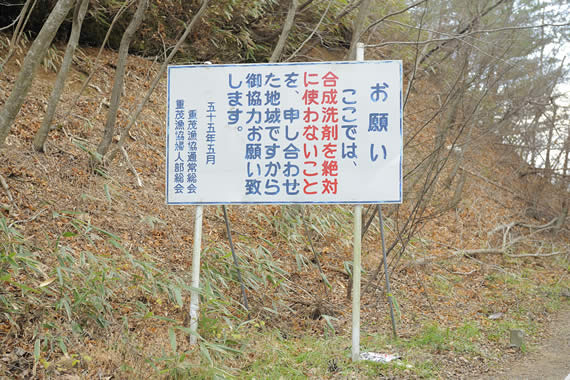 お願い
ここでは、
合成洗剤を絶対
に使わないこと
を、申し合わせ
た地域ですから
御協力お願い致
します。
五十五年五月
重茂漁協通常総会
重茂漁協婦人部総会